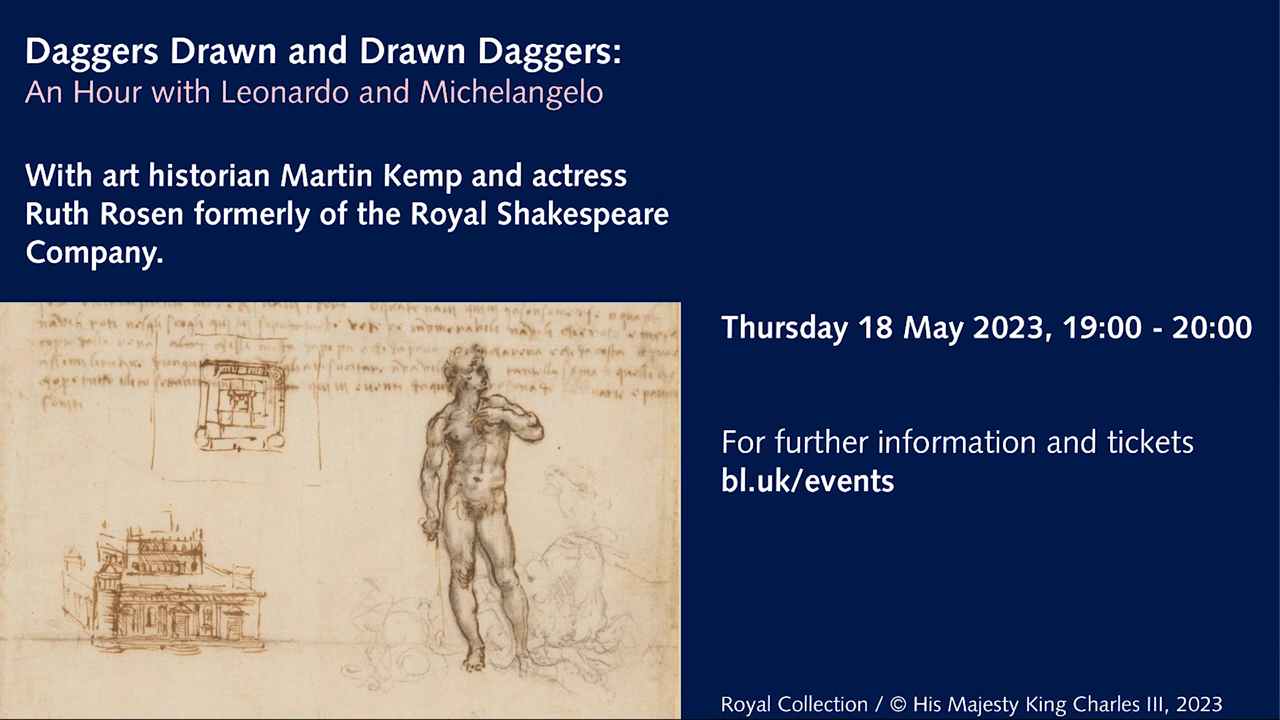 Daggers Drawn and Drawn Daggers:
An Hour with Leonardo and Michelangelo
With art historian Martin Kemp and actress
Ruth Rosen formerly of the Royal Shakespeare
Company.
Thursday 18 May 2023, 19:00 - 20:00
For further information and tickets
bl.uk/events
Royal Collection / © His Majesty King Charles III, 2023